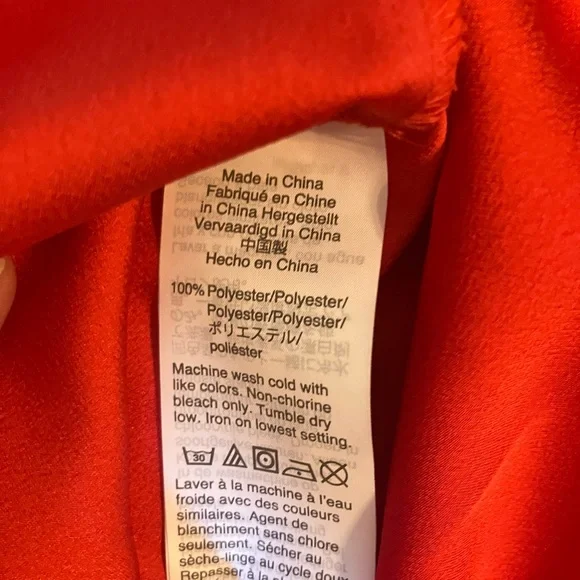 Made in China
Fabriqué en Chine
in China Hergestellt
Vervaardigd in China
中国製
Hecho en China
100% Polyester/Polyester/
Polyester/Polyester/
ポリエステル/
poliéster
Machine wash cold with
like colors. Non-chlorine
bleach only. Tumble dry
low. Iron on lowest setting.
30
Laver à la machine à l'eau
froide avec des couleurs
similaires. Agent de
blanchiment sans chlore
seulement. Sécher au
sèche-linge au cycle doux
Repasser à la